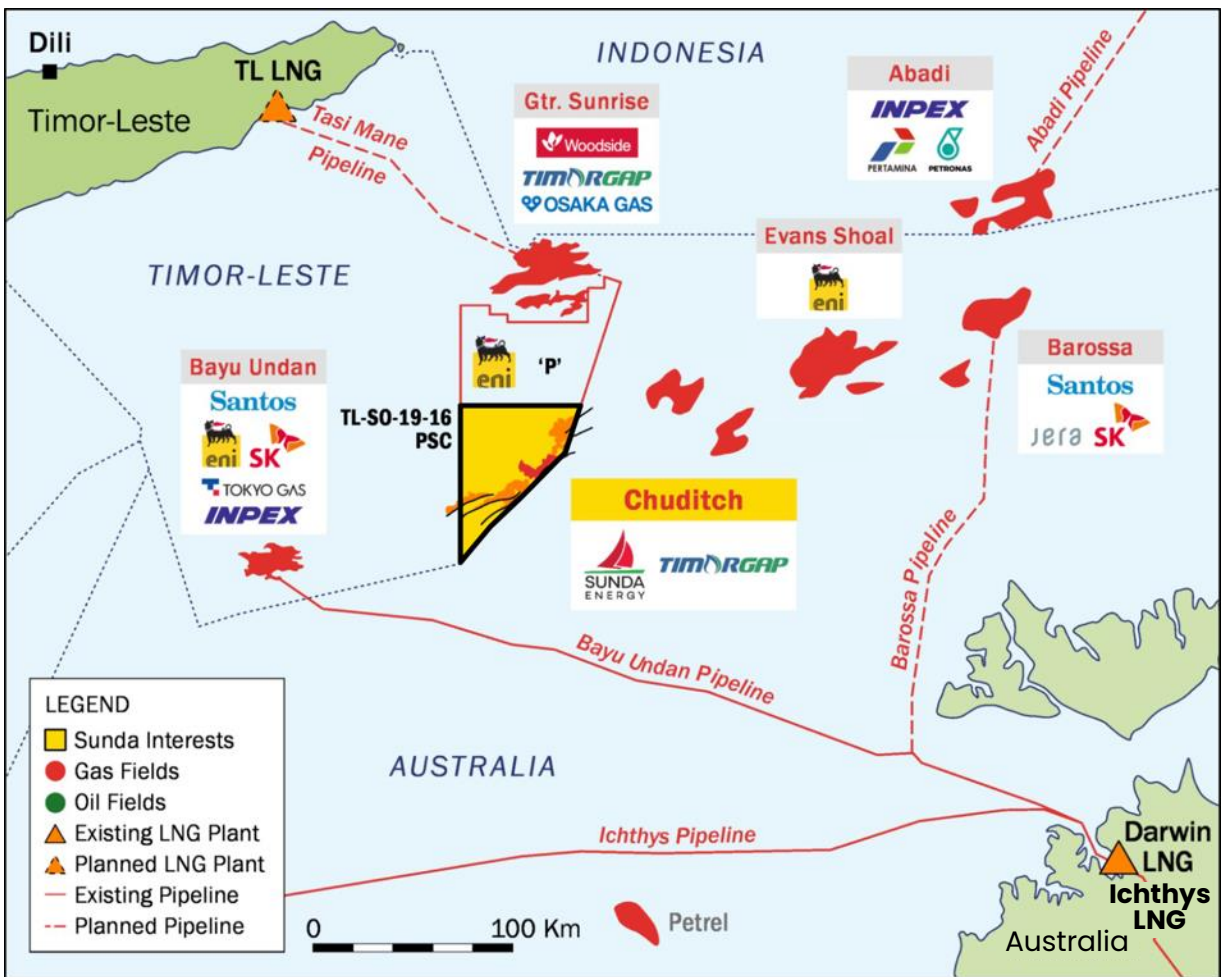 Dili
Timor-Leste
TL LNG
Tasi Mane
Pipeline
INDONESIA
Gtr. Sunrise
Woodside
TIMORGAP
OSAKA GAS
Abadi
INPEX
PERTAMINA
PETRONAS
Abadi Pipeline
TIMOR-LESTE
Evans Shoal
eni
Bayu Undan
Santos
eni SK
TOKYO GAS
INPEX
eni
'P'
TL-SO-19-16
PSC
Barossa
Santos
Jera SK
Chuditch
SUNDA
ENERGY
TIMORGAP
Barossa Pipeline
Bayu Undan Pipeline
AUSTRALIA
Ichthys Pipeline
LEGEND
Sunda Interests
Gas Fields
Oil Fields
Existing LNG Plant
Planned LNG Plant
Existing Pipeline
Planned Pipeline
0 100 Km
Petrel
Darwin
LNG
Ichthys
LNG
Australia